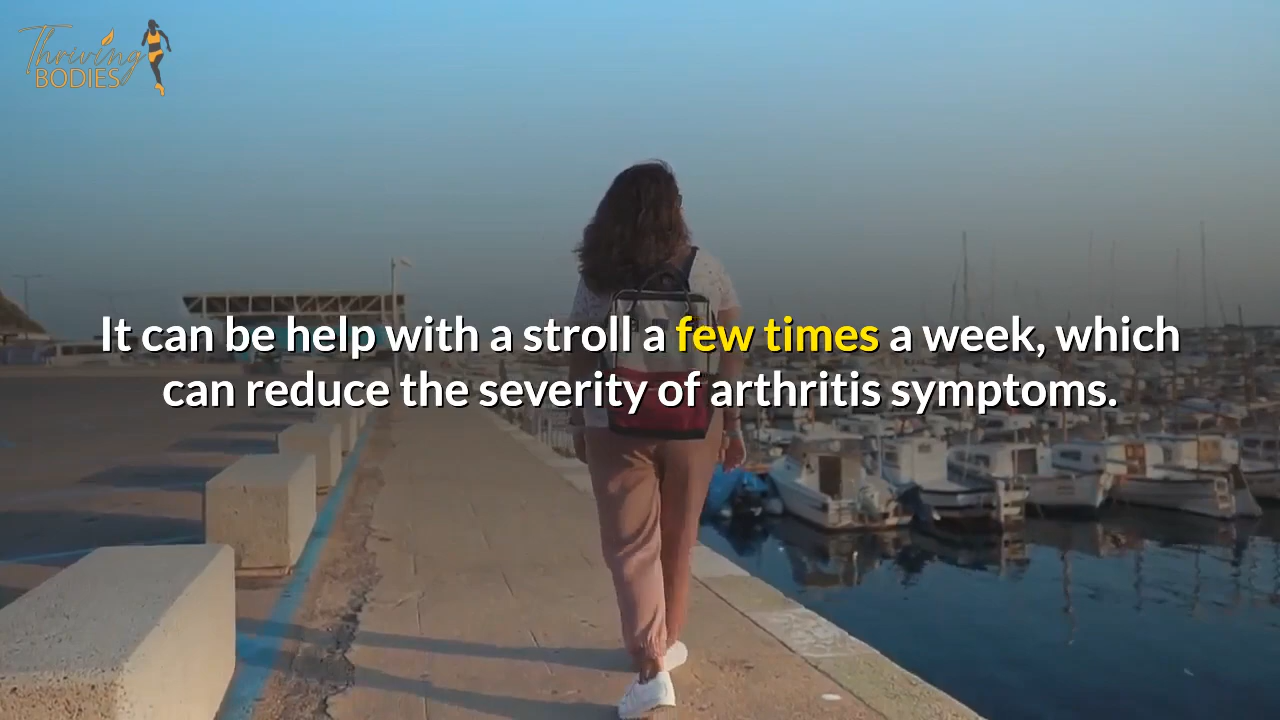 Thriving
BODIES
It can be help with a stroll a few times a week, which
can reduce the severity of arthritis symptoms.